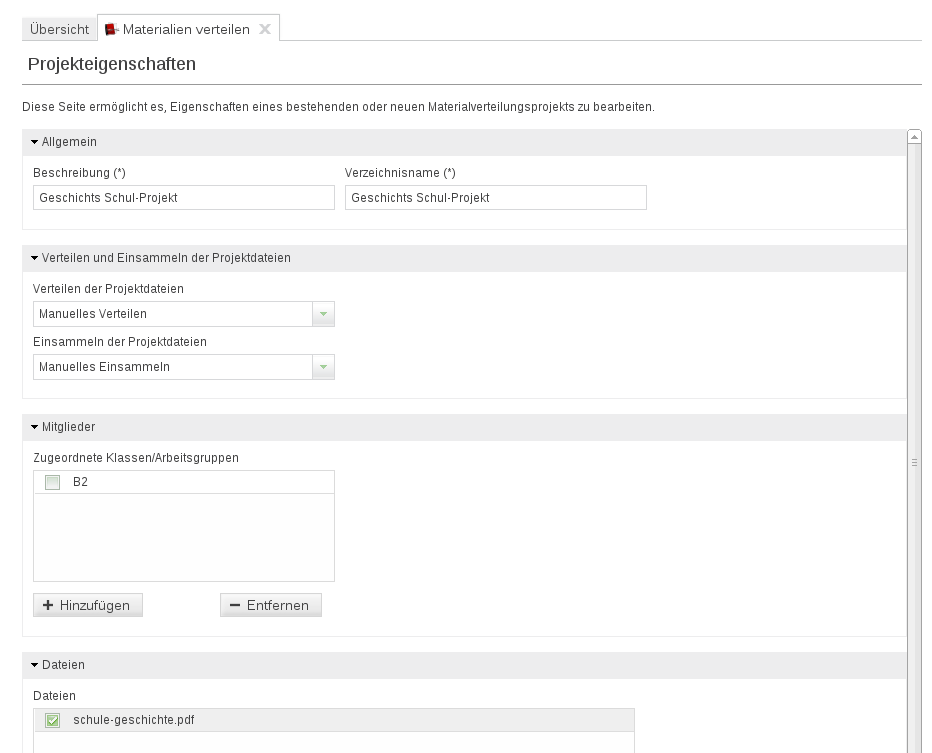 Übersicht
Materialien verteilen
Projekteigenschaften
Diese Seite ermöglicht es, Eigenschaften eines bestehenden oder neuen Materialverteilungsprojekts zu bearbeiten.
Allgemein
Beschreibung (*) Verzeichnisname (*)
Geschichts Schul-Projekt Geschichts Schul-Projekt
Verteilen und Einsammeln der Projektdateien
Verteilen der Projektdateien
Manuelles Verteilen
Einsammeln der Projektdateien
Manuelles Einsammeln
Mitglieder
Zugeordnete Klassen/Arbeitsgruppen
B2
Hinzufügen Entfernen
Dateien
Dateien
schule-geschichte.pdf